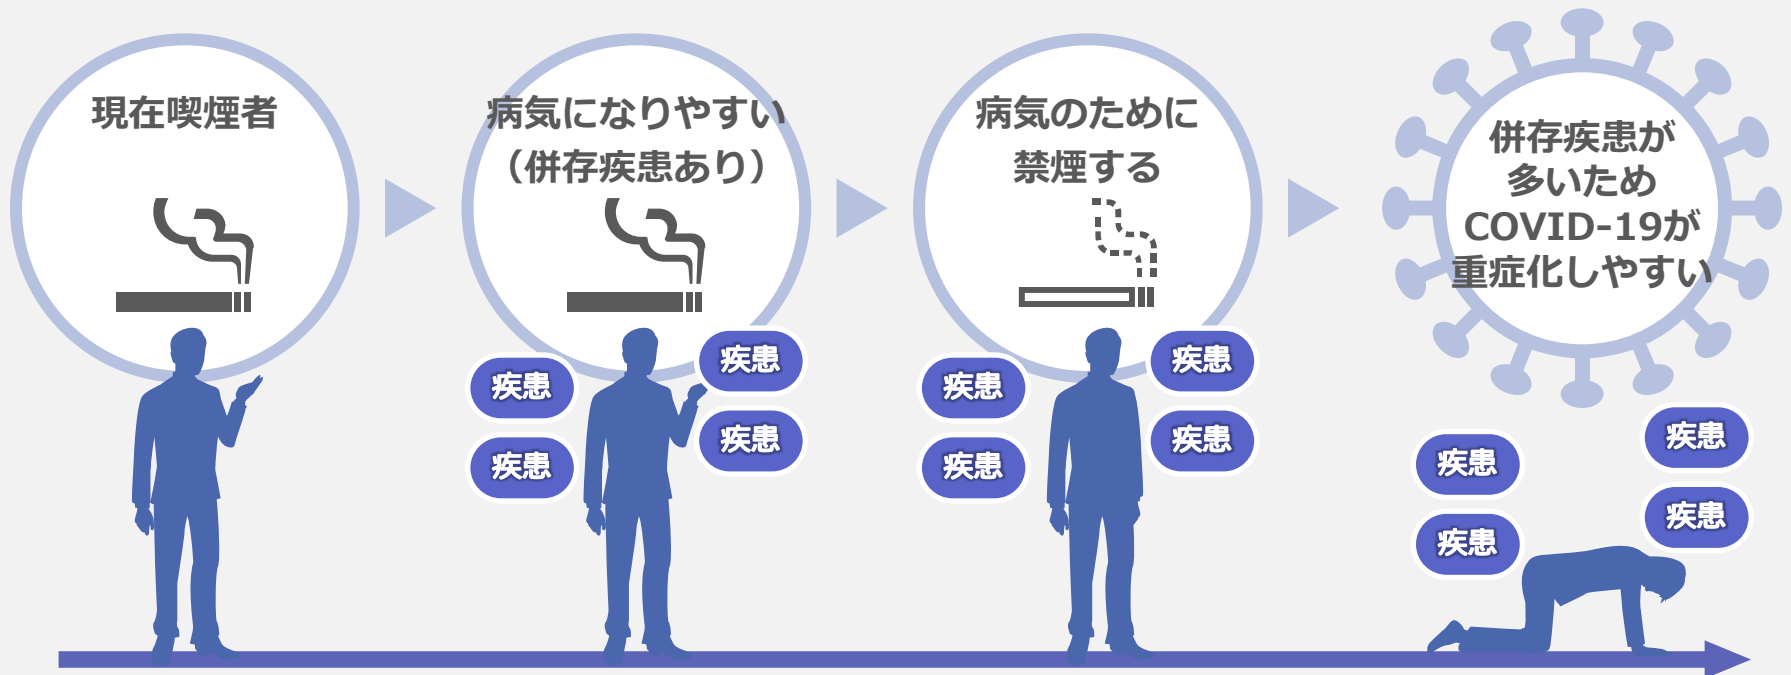 現在喫煙者
病気になりやすい
（併存疾患あり）
病気のために
禁煙する
併存疾患が
多いため
COVID-19が
重症化しやすい
疾患
疾患
疾患
疾患
疾患
疾患
疾患
疾患
疾患
疾患
疾患
疾患